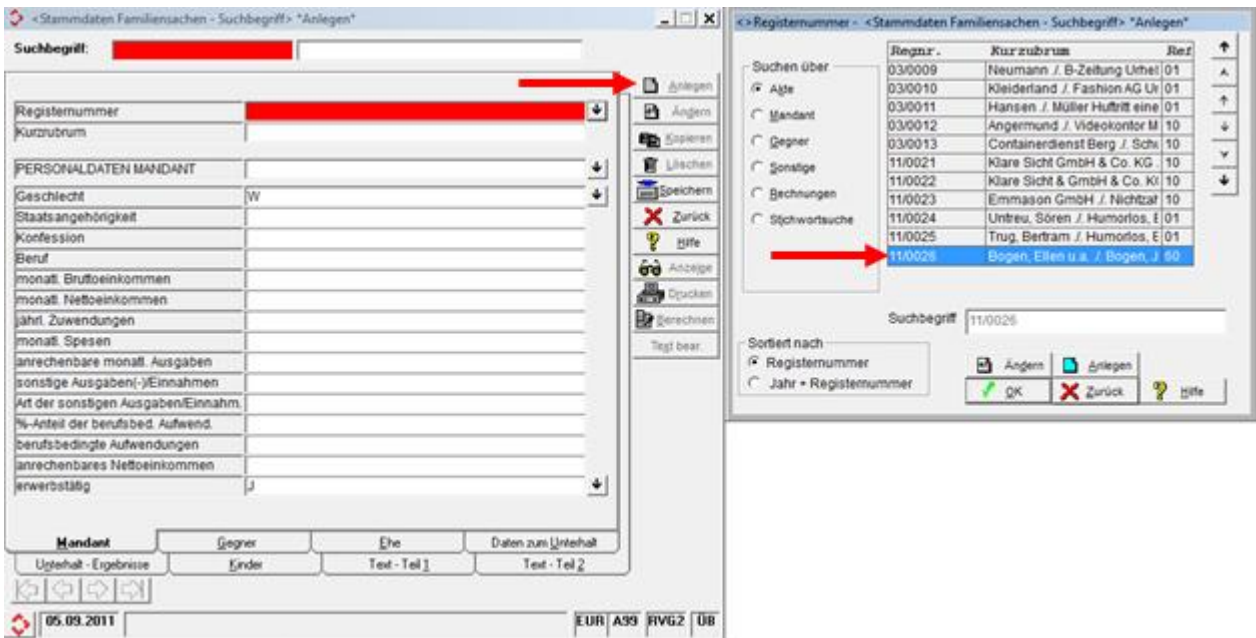 <Stammdaten Familiensachen - Suchbegriff> *Anlegen*
Suchbegriff:
Registernummer
Kurzrubrum
PERSONALDATEN MANDANT
Geschlecht W
Staatsangehörigkeit
Konfession
Beruf
monatl. Bruttoeinkommen
monatl. Nettoeinkommen
jährl. Zuwendungen
monatl. Spesen
anrechenbare monatl. Ausgaben
sonstige Ausgaben(-)/Einnahmen
Art der sonstigen Ausgaben/Einnahm.
%-Anteil der berufsbed. Aufwend.
berufsbedingte Aufwendungen
anrechenbares Nettoeinkommen
erwerbstätig J
Anlegen
Ändern
Kopieren
Löschen
Speichern
Zurück
Hilfe
Anzeige
Drucken
Berechnen
Text bear.
Mandant Gegner Ehe Daten zum Unterhalt
Unterhalt - Ergebnisse Kinder Text - Teil 1 Text - Teil 2
05.09.2011 EUR A99 RVG2 ÜB
<>Registernummer - <Stammdaten Familiensachen - Suchbegriff> *Anlegen*
Suchen über
Akte
Mandant
Gegner
Sonstige
Rechnungen
Stichwortsuche
Regnr. Kurzubrum Ref
03/0009 Neumann ./. B-Zeitung Urhel 01
03/0010 Kleiderland ./. Fashion AG Ur 01
03/0011 Hansen ./. Müller Huftritt eine 01
03/0012 Angermund ./. Videokontor M 10
03/0013 Containerdienst Berg ./. Schu 10
11/0021 Klare Sicht GmbH & Co. KG . 10
11/0022 Klare Sicht & GmbH & Co. K( 10
11/0023 Emmason GmbH ./. Nichtzah 10
11/0024 Untreu, Sören ./. Humorlos, E 01
11/0025 Trug, Bertram ./. Humorlos, E 01
11/0026 Bogen, Ellen u.a. ./. Bogen, J 60
Suchbegriff 11/0026
Sortiert nach
Registernummer
Jahr + Registernummer
Ändern Anlegen
OK Zurück Hilfe